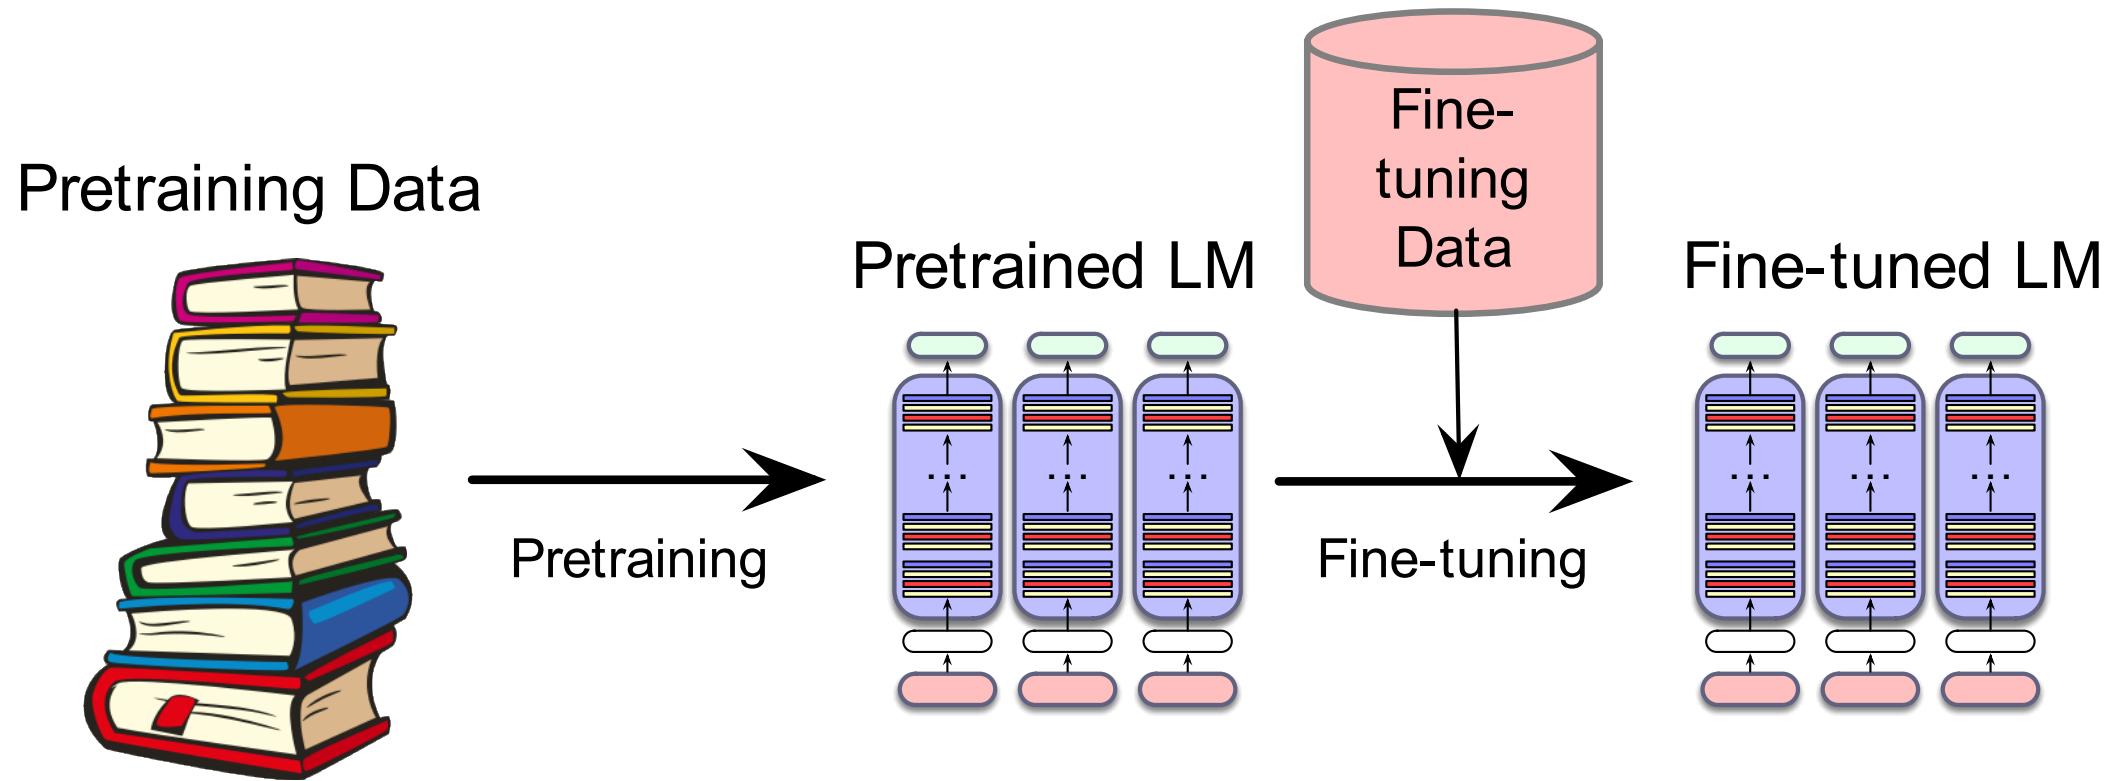 Pretraining Data
Pretraining
Pretrained LM
Fine-
tuning
Data
Fine-tuning
Fine-tuned LM